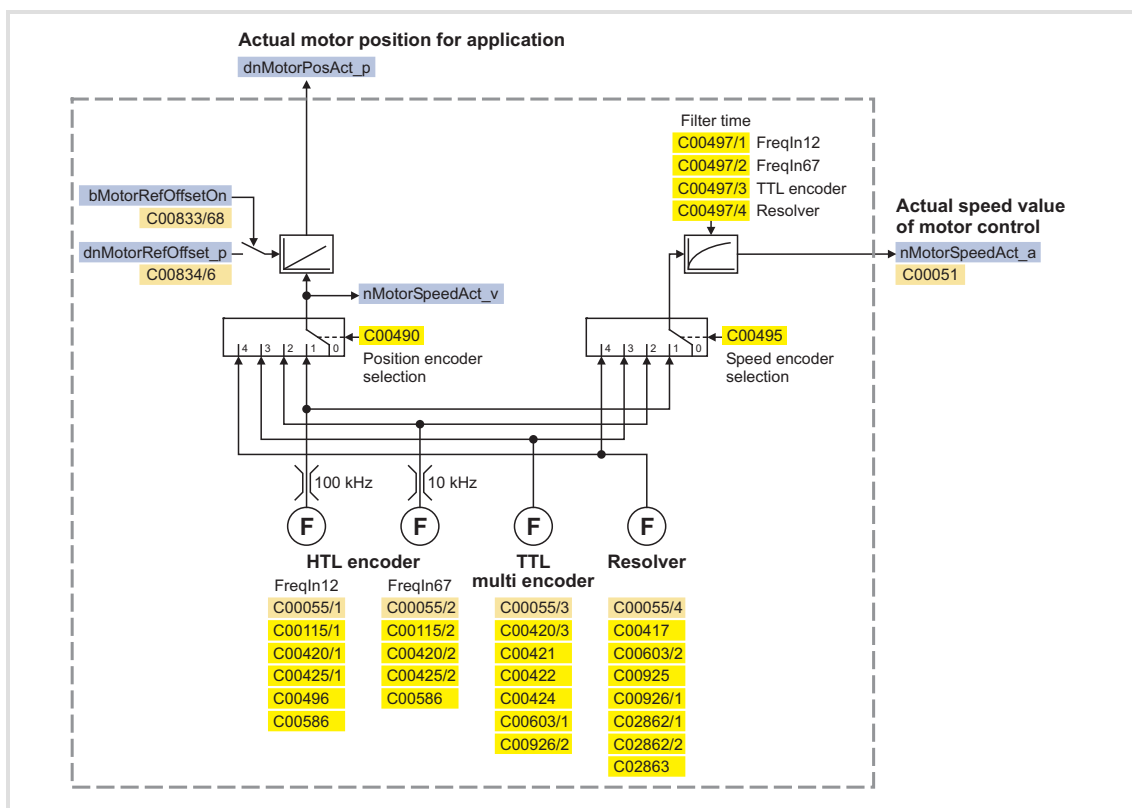 Actual motor position for application
dnMotorPosAct_p
Filter time
C00497/1 FreqIn12
C00497/2 FreqIn67
C00497/3 TTL encoder
C00497/4 Resolver
bMotorRefOffsetOn
C00833/68
dnMotorRefOffset_p
C00834/6
Actual speed value
of motor control
nMotorSpeedAct_a
C00051
nMotorSpeedAct_v
4 3 2 1 0
C00490
Position encoder
selection
4 3 2 1 0
C00495
Speed encoder
selection
100 kHz
10 kHz
F F F F
HTL encoder
TTL
multi encoder
Resolver
FreqIn12
C00055/1
C00115/1
C00420/1
C00425/1
C00496
C00586
FreqIn67
C00055/2
C00115/2
C00420/2
C00425/2
C00586
C00055/3
C00420/3
C00421
C00422
C00424
C00603/1
C00926/2
C00055/4
C00417
C00603/2
C00925
C00926/1
C02862/1
C02862/2
C02863